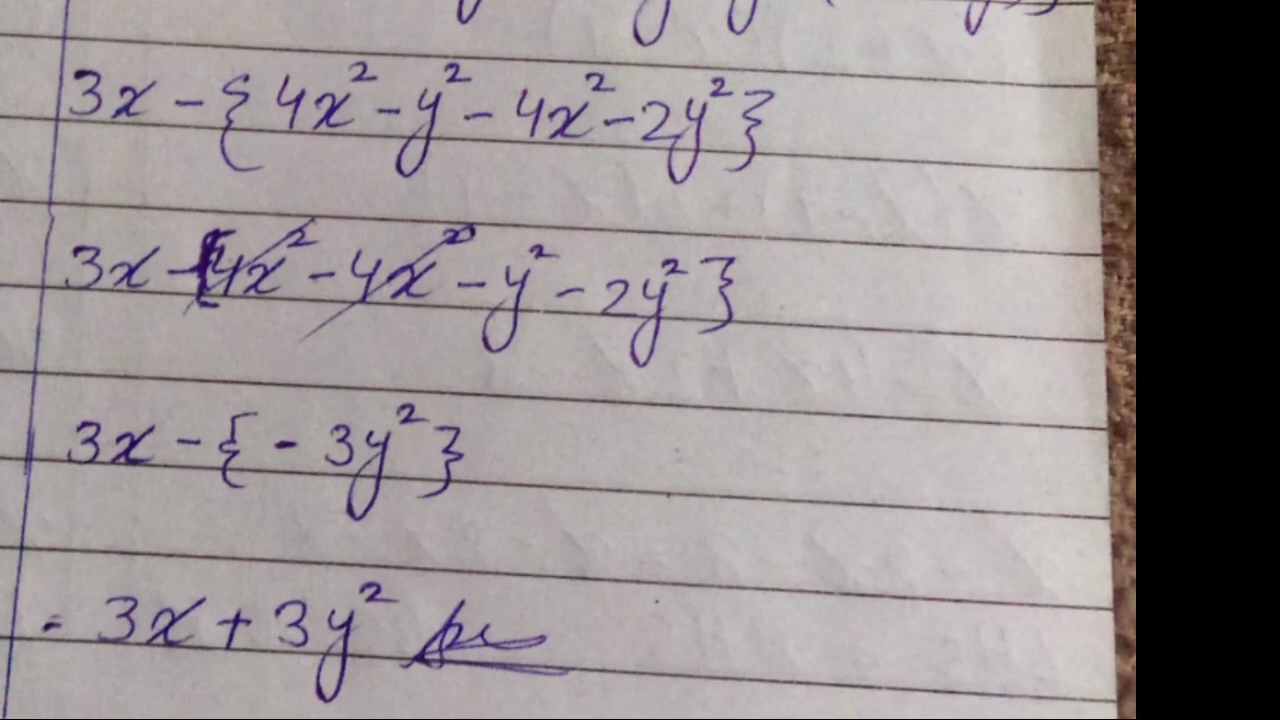 3x - { 4x² - y² - 4x² - 2y² }
3x - { 4x² - 4x² - y² - 2y² }
3x - { - 3y² }
= 3x + 3y²